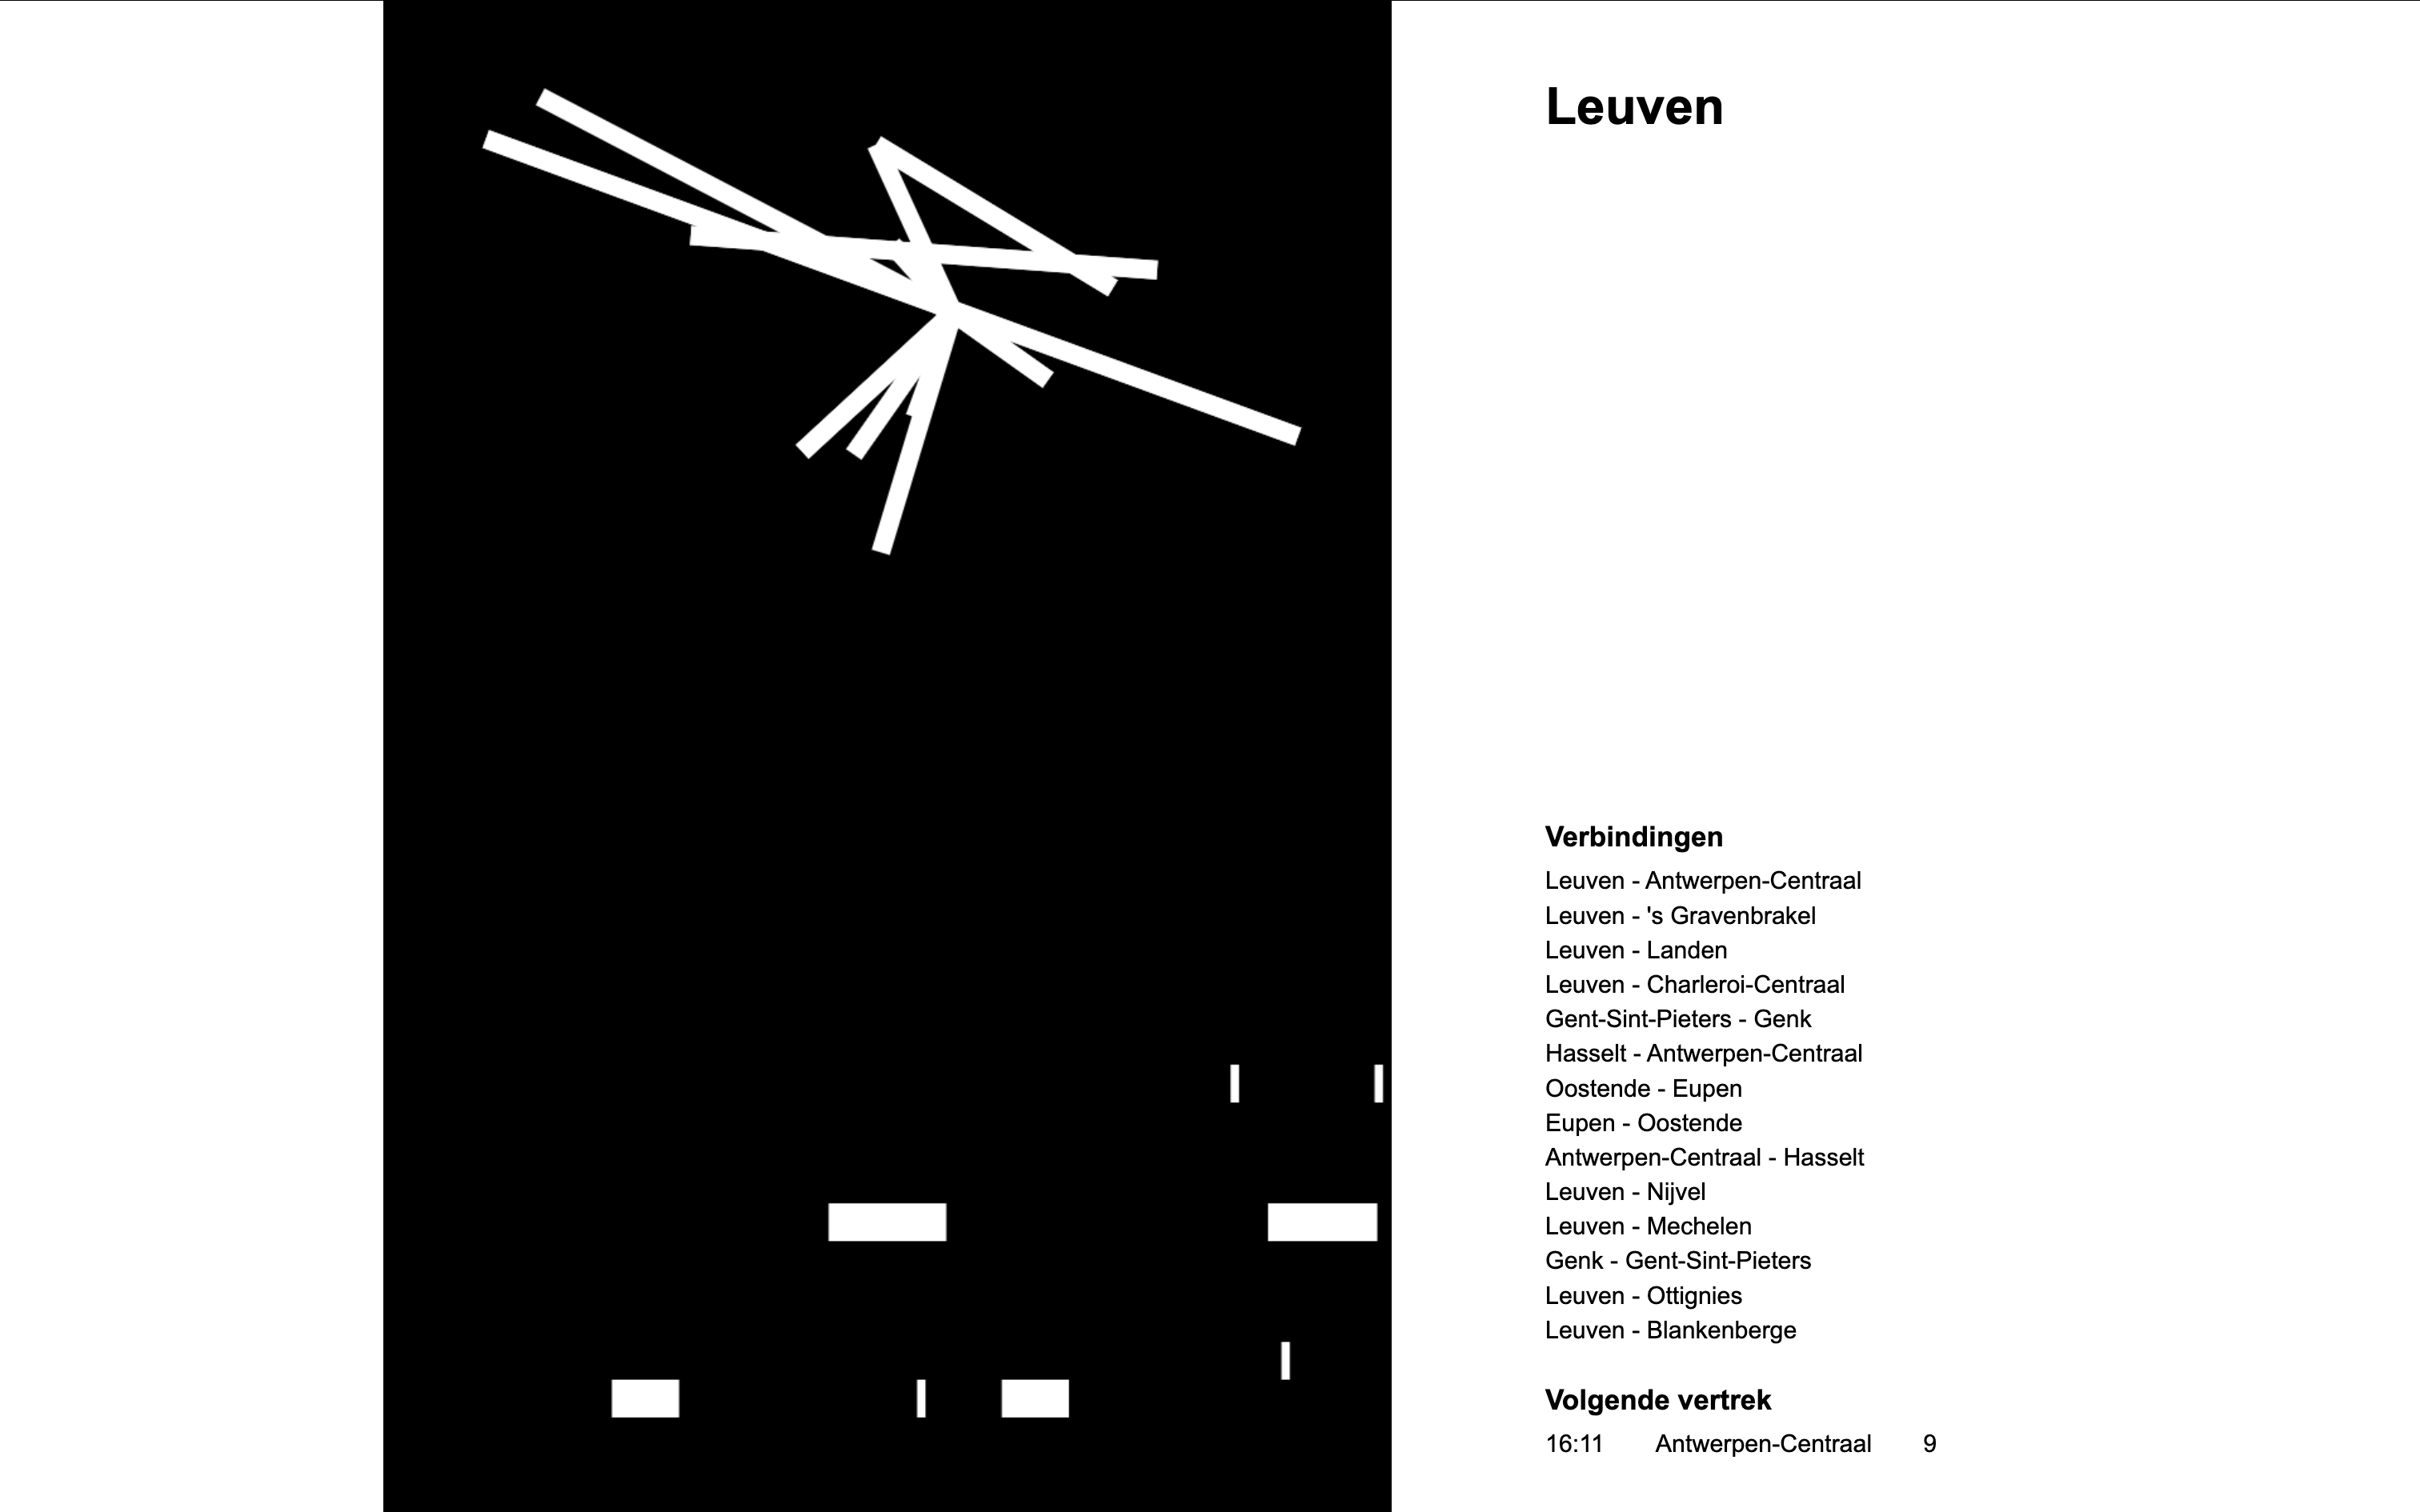 Leuven
Verbindingen
Leuven - Antwerpen-Centraal
Leuven - 's Gravenbrakel
Leuven - Landen
Leuven - Charleroi-Centraal
Gent-Sint-Pieters - Genk
Hasselt - Antwerpen-Centraal
Oostende - Eupen
Eupen - Oostende
Antwerpen-Centraal - Hasselt
Leuven - Nijvel
Leuven - Mechelen
Genk - Gent-Sint-Pieters
Leuven - Ottignies
Leuven - Blankenberge
Volgende vertrek
16:11 Antwerpen-Centraal 9